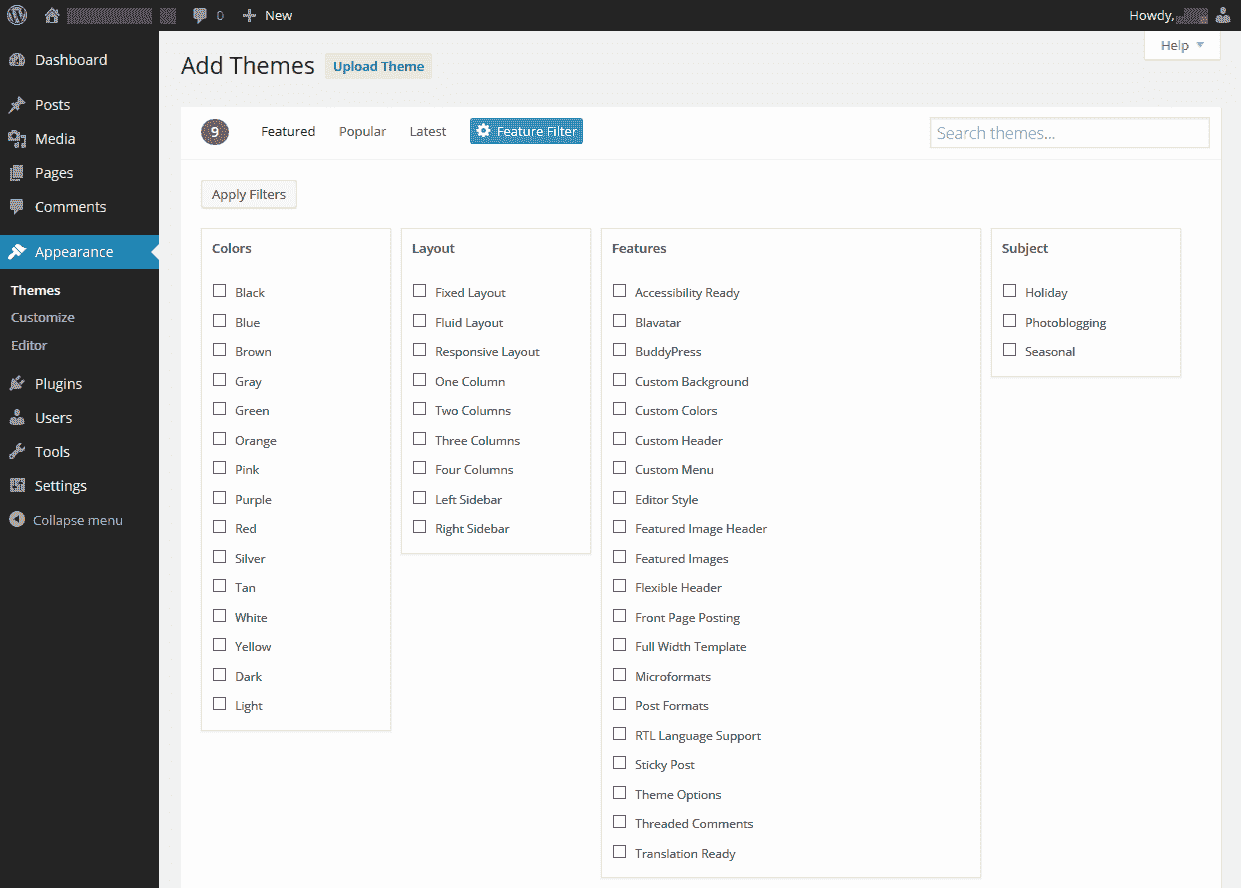 0 New Howdy,
Help
Dashboard
Posts
Media
Pages
Comments
Appearance
Themes
Customize
Editor
Plugins
Users
Tools
Settings
Collapse menu
Add Themes Upload Theme
9 Featured Popular Latest Feature Filter Search themes...
Apply Filters
Colors
Black
Blue
Brown
Gray
Green
Orange
Pink
Purple
Red
Silver
Tan
White
Yellow
Dark
Light
Layout
Fixed Layout
Fluid Layout
Responsive Layout
One Column
Two Columns
Three Columns
Four Columns
Left Sidebar
Right Sidebar
Features
Accessibility Ready
Blavatar
BuddyPress
Custom Background
Custom Colors
Custom Header
Custom Menu
Editor Style
Featured Image Header
Featured Images
Flexible Header
Front Page Posting
Full Width Template
Microformats
Post Formats
RTL Language Support
Sticky Post
Theme Options
Threaded Comments
Translation Ready
Subject
Holiday
Photoblogging
Seasonal